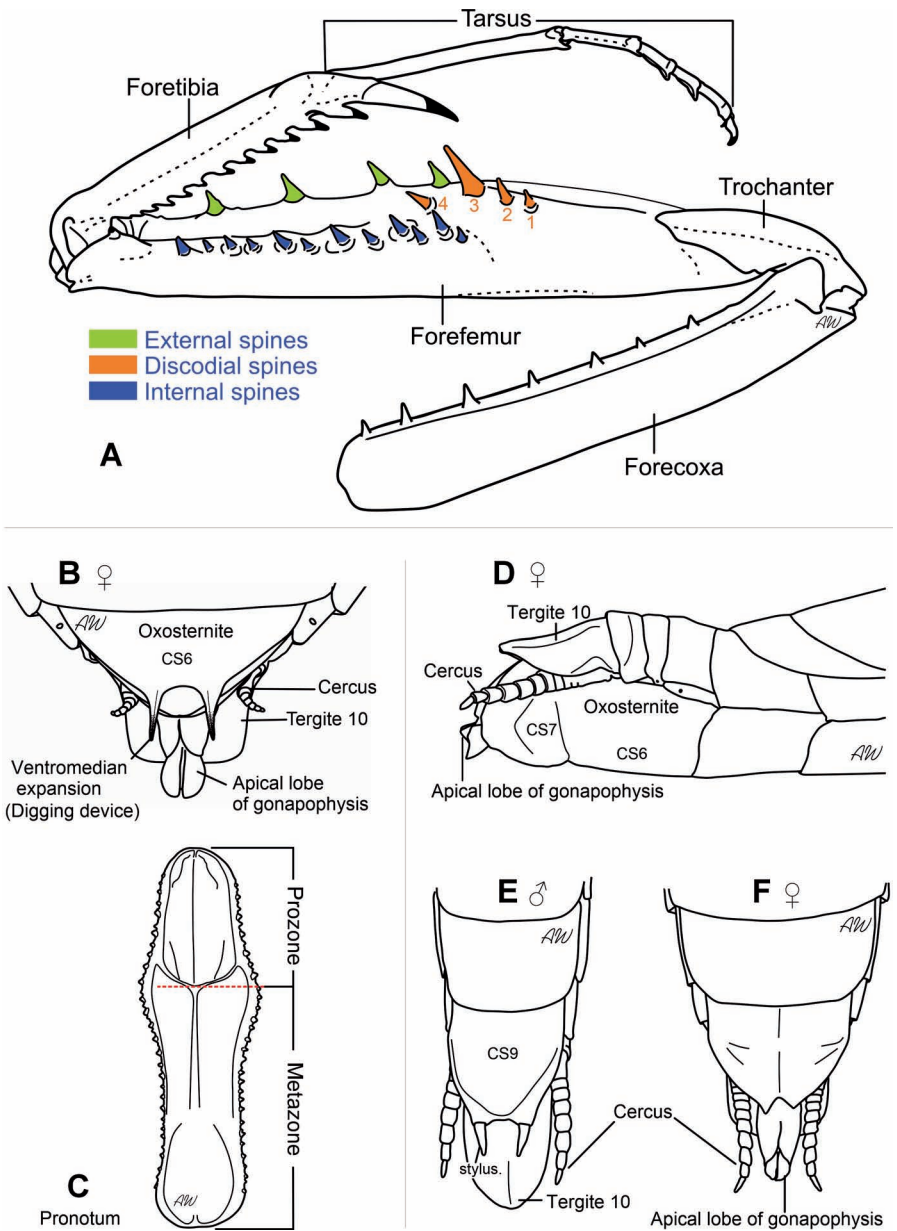 Tarsus
Foretibia
Trochanter
4
3
2
1
Forefemur
AW
External spines
Discodial spines
Internal spines
A
Forecoxa
B ♀
AW
Oxosternite
CS6
Cercus
Tergite 10
Ventromedian
expansion
(Digging device)
Apical lobe
of gonapophysis
D ♀
Tergite 10
Cercus
Oxosternite
CS7
CS6
AW
Apical lobe of gonapophysis
Prozone
Metazone
C
AW
Pronotum
E ♂
AW
CS9
stylus.
Cercus
Tergite 10
F ♀
AW
Apical lobe of gonapophysis